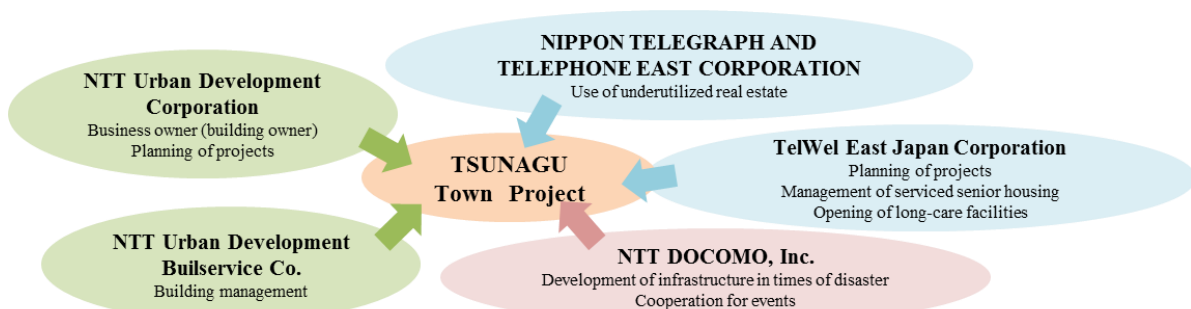 NIPPON TELEGRAPH AND
TELEPHONE EAST CORPORATION
Use of underutilized real estate
NTT Urban Development
Corporation
Business owner (building owner)
Planning of projects
TSUNAGU
Town Project
TelWel East Japan Corporation
Planning of projects
Management of serviced senior housing
Opening of long-care facilities
NTT Urban Development
Builservice Co.
Building management
NTT DOCOMO, Inc.
Development of infrastructure in times of disaster
Cooperation for events